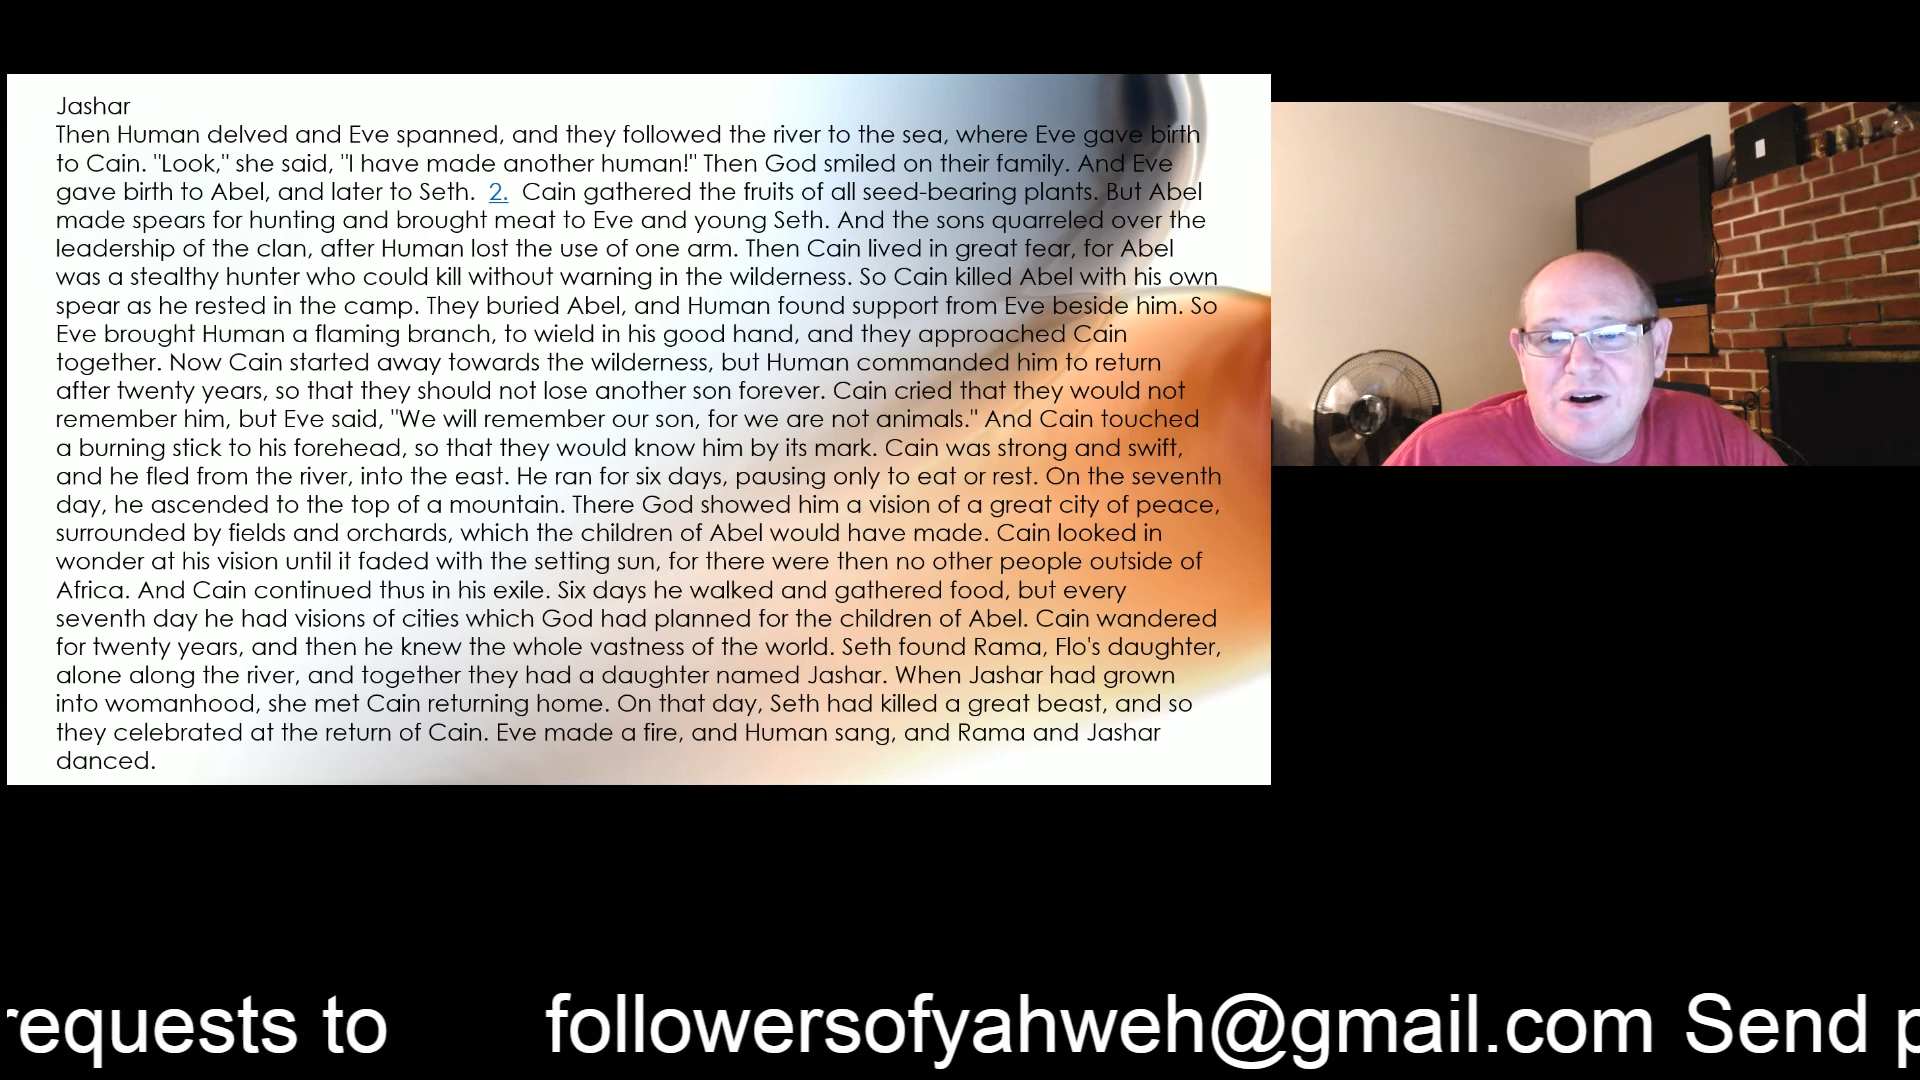 Jashar
Then Human delved and Eve spanned, and they followed the river to the sea, where Eve gave birth
to Cain. "Look," she said, "I have made another human!" Then God smiled on their family. And Eve
gave birth to Abel, and later to Seth.  2.  Cain gathered the fruits of all seed-bearing plants. But Abel
made spears for hunting and brought meat to Eve and young Seth. And the sons quarreled over the
leadership of the clan, after Human lost the use of one arm. Then Cain lived in great fear, for Abel
was a stealthy hunter who could kill without warning in the wilderness. So Cain killed Abel with his own
spear as he rested in the camp. They buried Abel, and Human found support from Eve beside him. So
Eve brought Human a flaming branch, to wield in his good hand, and they approached Cain
together. Now Cain started away towards the wilderness, but Human commanded him to return
after twenty years, so that they should not lose another son forever. Cain cried that they would not
remember him, but Eve said, "We will remember our son, for we are not animals." And Cain touched
a burning stick to his forehead, so that they would know him by its mark. Cain was strong and swift,
and he fled from the river, into the east. He ran for six days, pausing only to eat or rest. On the seventh
day, he ascended to the top of a mountain. There God showed him a vision of a great city of peace,
surrounded by fields and orchards, which the children of Abel would have made. Cain looked in
wonder at his vision until it faded with the setting sun, for there were then no other people outside of
Africa. And Cain continued thus in his exile. Six days he walked and gathered food, but every
seventh day he had visions of cities which God had planned for the children of Abel. Cain wandered
for twenty years, and then he knew the whole vastness of the world. Seth found Rama, Flo's daughter,
alone along the river, and together they had a daughter named Jashar. When Jashar had grown
into womanhood, she met Cain returning home. On that day, Seth had killed a great beast, and so
they celebrated at the return of Cain. Eve made a fire, and Human sang, and Rama and Jashar
danced.
requests to followersofyahweh@gmail.com Send p